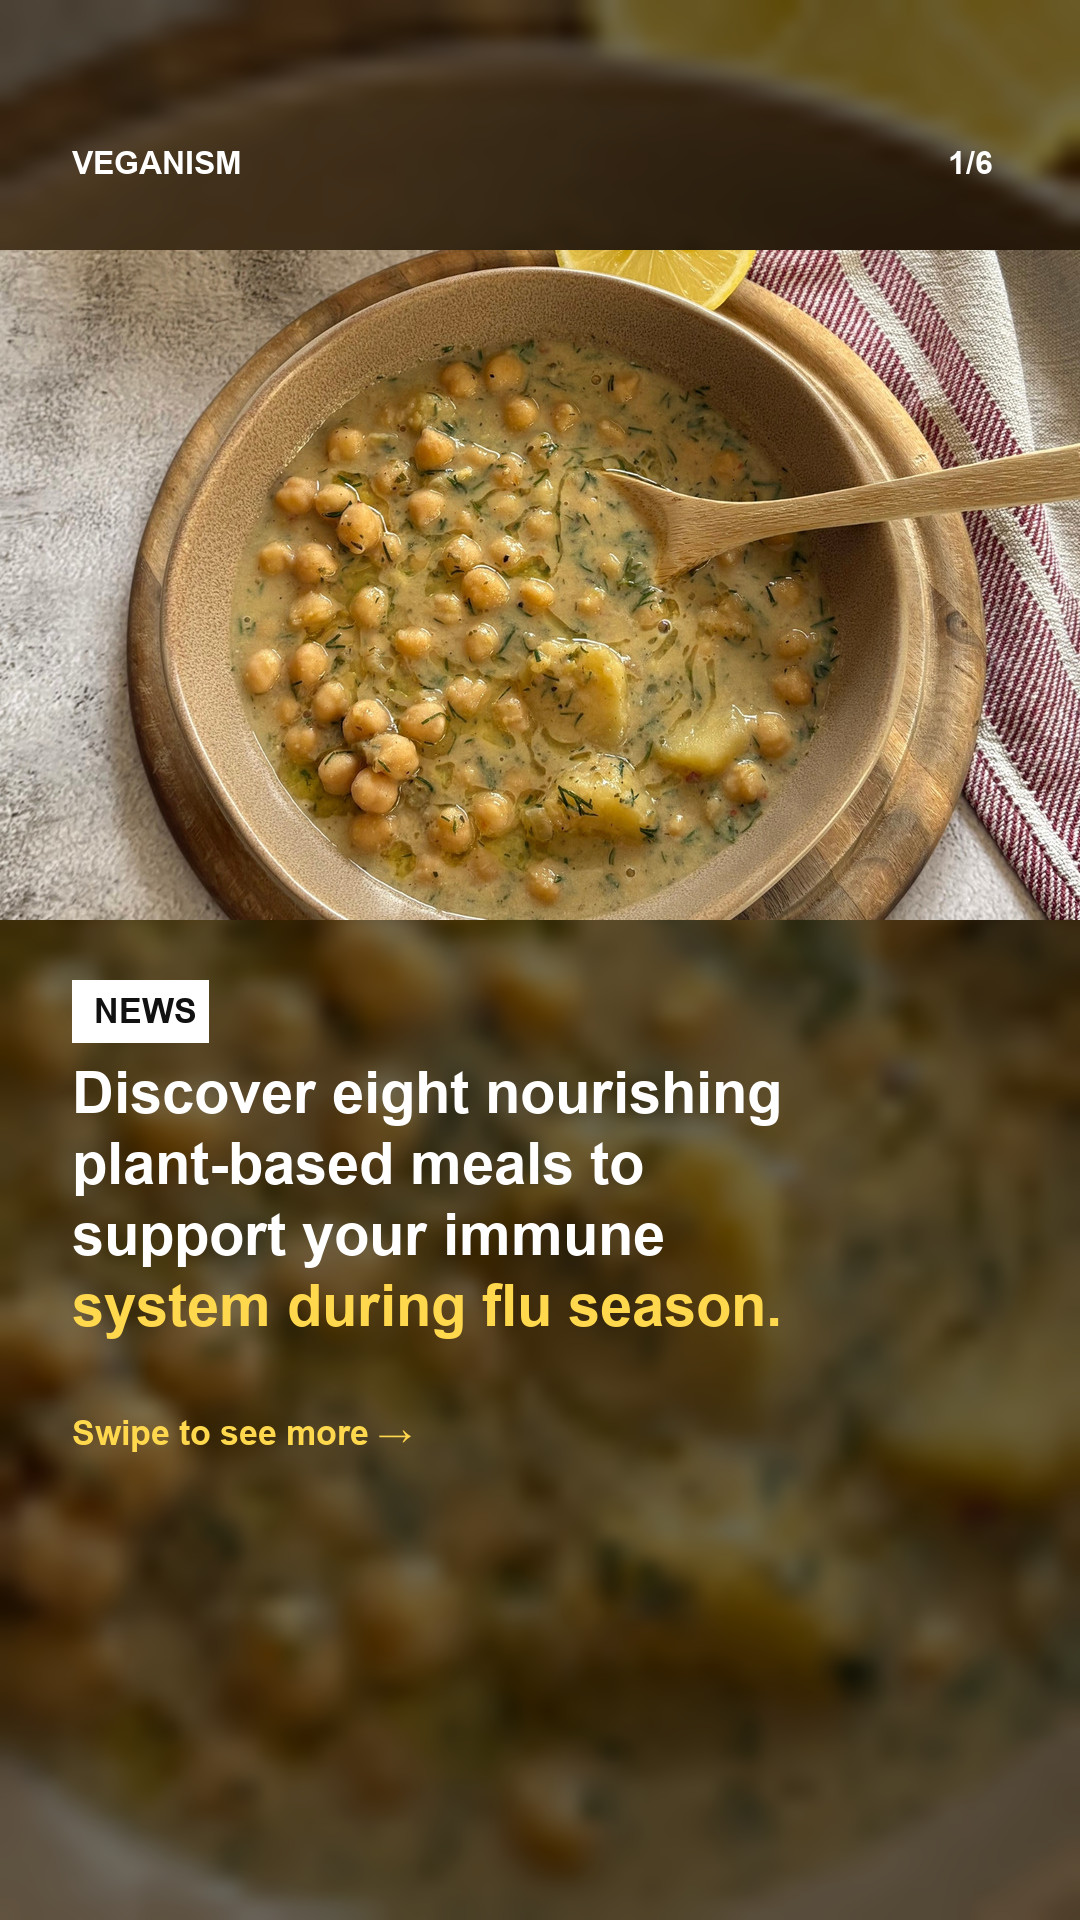 VEGANISM
1/6
NEWS
Discover eight nourishing
plant-based meals to
support your immune
system during flu season.
Swipe to see more →